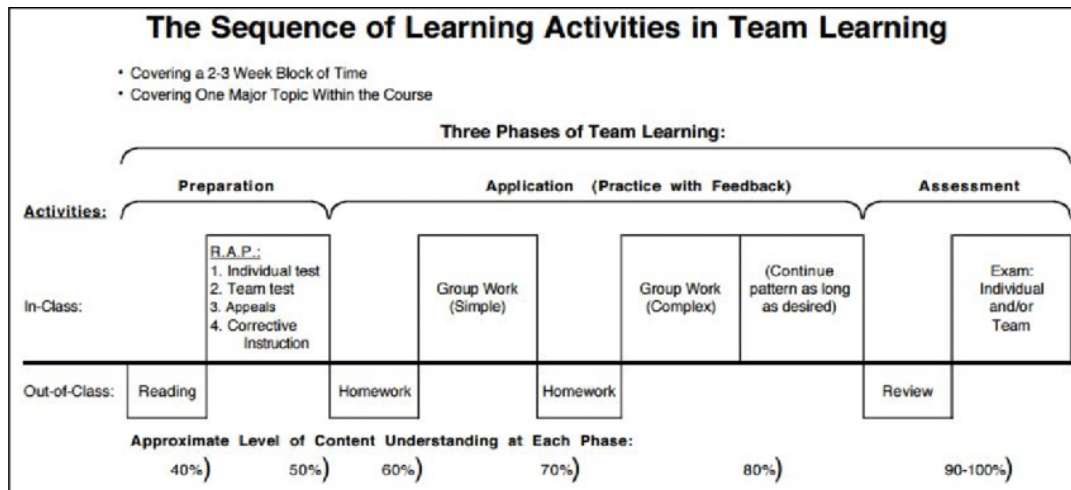 The Sequence of Learning Activities in Team Learning
• Covering a 2-3 Week Block of Time
• Covering One Major Topic Within the Course
Three Phases of Team Learning:
Preparation
Application (Practice with Feedback)
Assessment
Activities:
In-Class:
R.A.P.:
1. Individual test
2. Team test
3. Appeals
4. Corrective
Instruction
Group Work
(Simple)
Group Work
(Complex)
(Continue
pattern as long
as desired)
Exam:
Individual
and/or
Team
Out-of-Class:
Reading
Homework
Homework
Review
Approximate Level of Content Understanding at Each Phase:
40%) 50%) 60%) 70%) 80%) 90-100%)